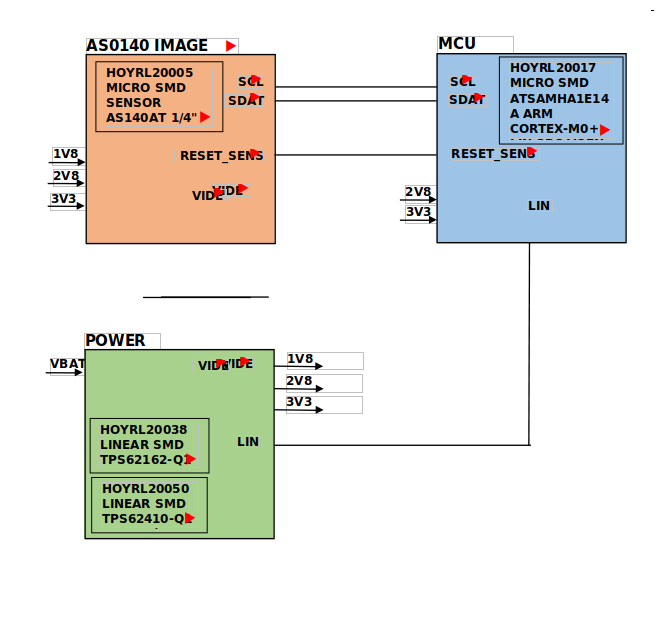 AS0140 IMAGE
HOYRL20005
MICRO SMD
SENSOR
AS140AT 1/4"
SCL
SDAT
RESET_SENS
VIDE
VIDE
1V8
2V8
3V3
MCU
HOYRL20017
MICRO SMD
ATSAMHA1E14
A ARM
CORTEX-M0+
SCL
SDAT
RESET_SENS
2V8
3V3
LIN
POWER
VBAT
VIDE
VIDE
1V8
2V8
3V3
LIN
HOYRL20038
LINEAR SMD
TPS62162-Q1
HOYRL20050
LINEAR SMD
TPS62410-Q1